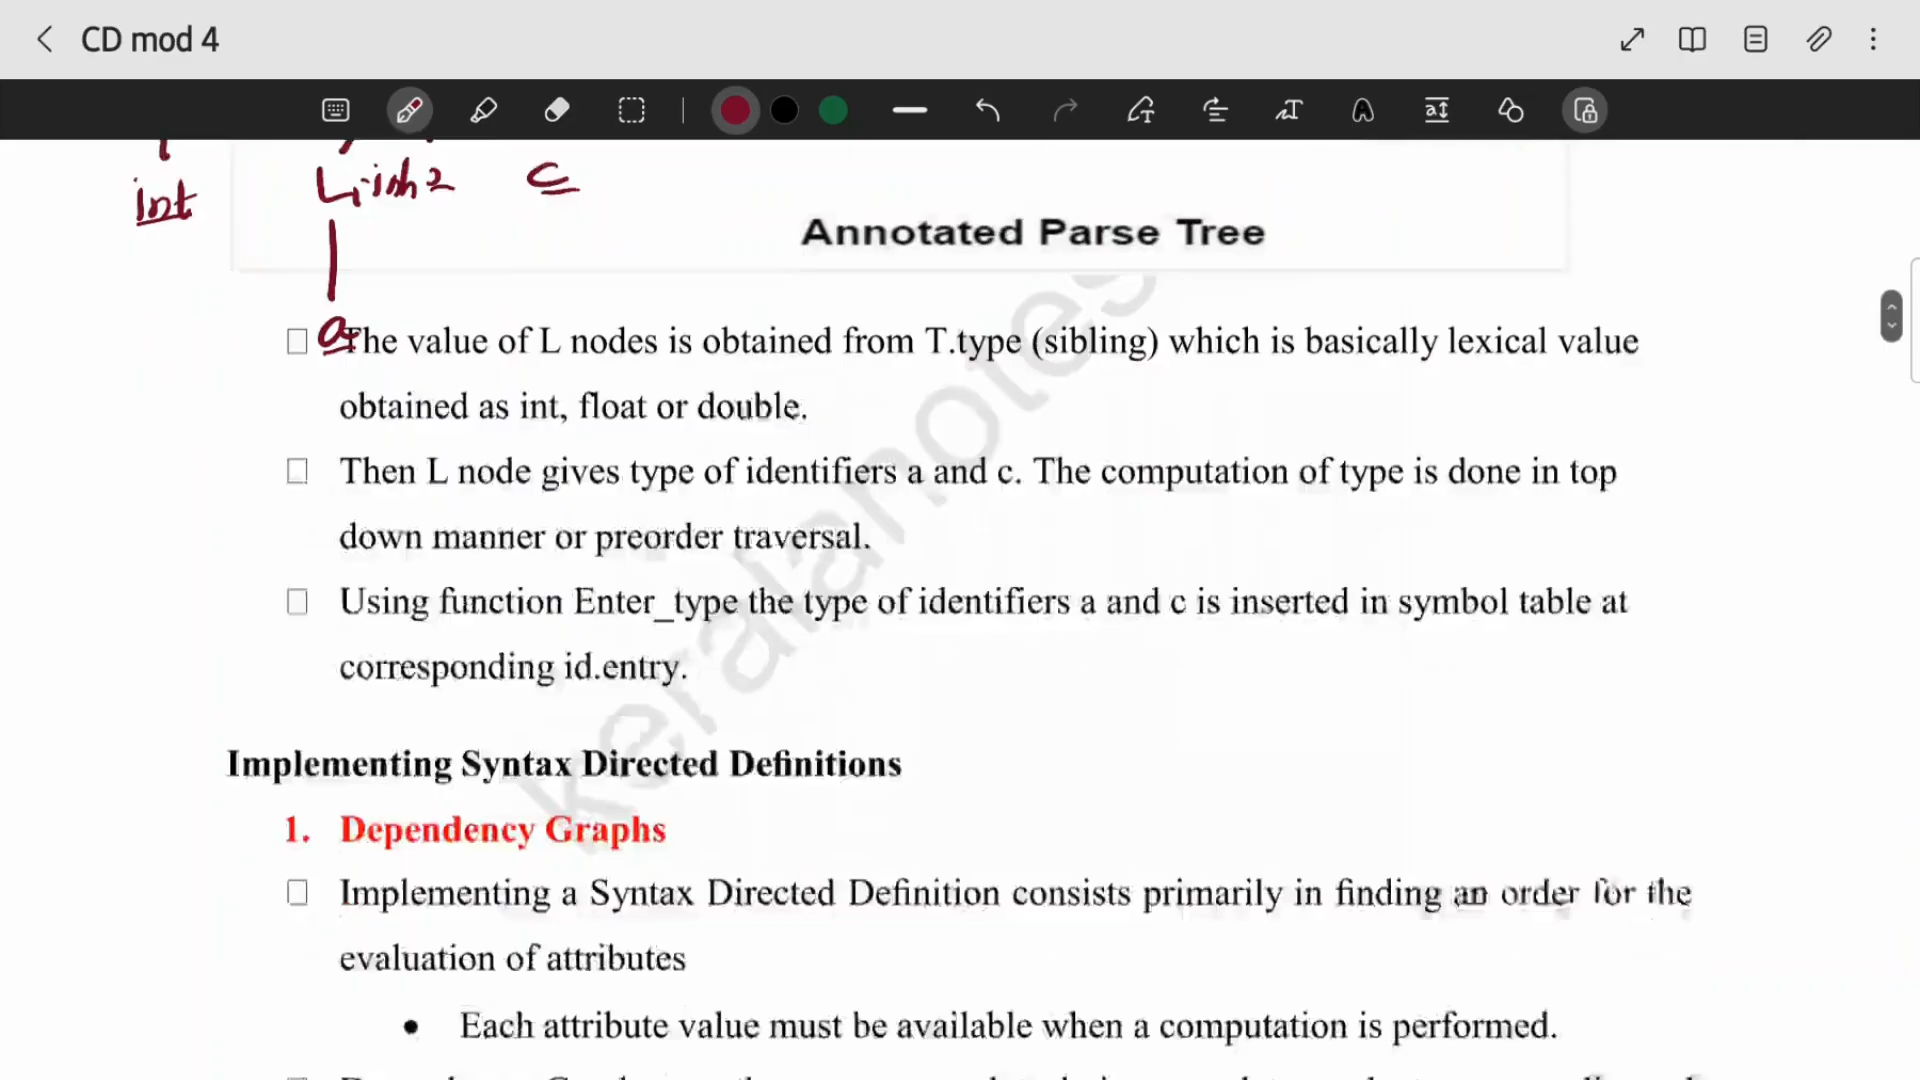 CD mod 4
int
L.inh2
c
Annotated Parse Tree
a
The value of L nodes is obtained from T.type (sibling) which is basically lexical value
obtained as int, float or double.
Then L node gives type of identifiers a and c. The computation of type is done in top
down manner or preorder traversal.
Using function Enter_type the type of identifiers a and c is inserted in symbol table at
corresponding id.entry.
keralanotes
Implementing Syntax Directed Definitions
1. Dependency Graphs
Implementing a Syntax Directed Definition consists primarily in finding an order for the
evaluation of attributes
• Each attribute value must be available when a computation is performed.